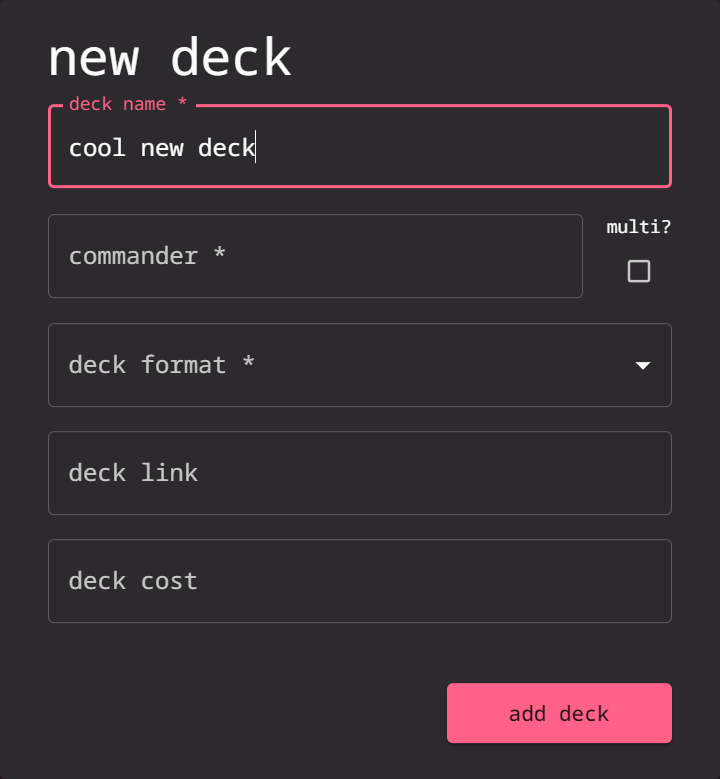 new deck
deck name *
cool new deck
commander *
multi?
deck format *
deck link
deck cost
add deck